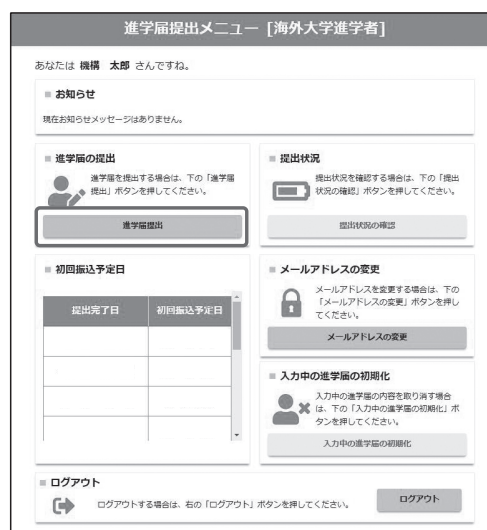 進学届提出メニュー [海外大学進学者]
あなたは 機構 太郎 さんですね。
お知らせ
現在お知らせメッセージはありません。
進学届の提出
進学届を提出する場合は、下の「進学届
提出」ボタンを押してください。
進学届提出
提出状況
提出状況を確認する場合は、下の「提出
状況の確認」ボタンを押してください。
提出状況の確認
初回振込予定日
提出完了日 初回振込予定日
メールアドレスの変更
メールアドレスを変更する場合は、下の
「メールアドレスの変更」ボタンを押し
てください。
メールアドレスの変更
入力中の進学届の初期化
入力中の進学届の内容を取り消す場合
は、下の「入力中の進学届の初期化」ボ
タンを押してください。
入力中の進学届の初期化
ログアウト
ログアウトする場合は、右の「ログアウト」ボタンを押してください。
ログアウト